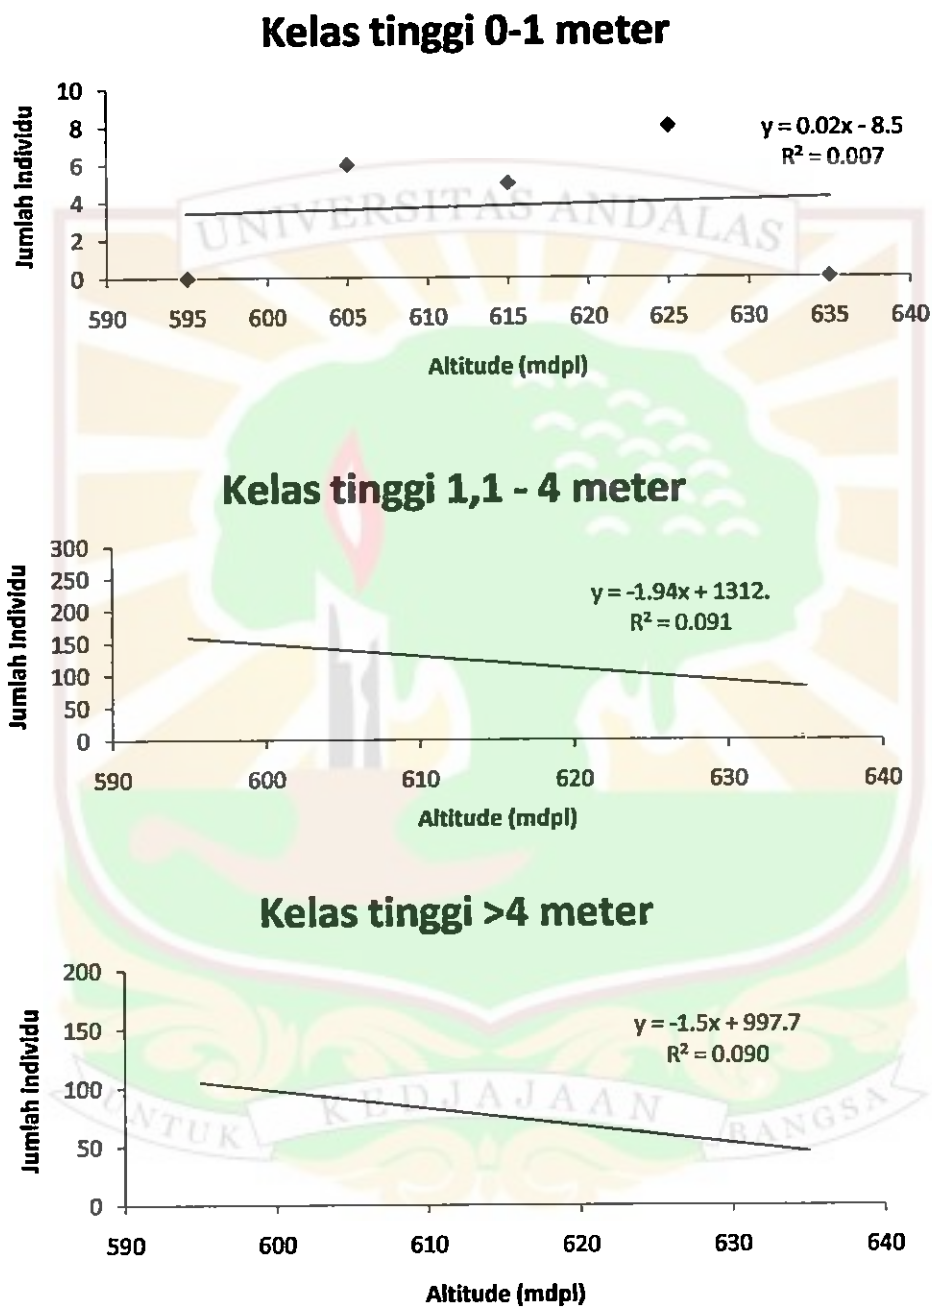 Kelas tinggi 0-1 meter
Jumlah Individu
10
8
6
4
2
0
y = 0.02x - 8.5
R² = 0.007
UNIVERSITAS ANDALAS
590 595 600 605 610 615 620 625 630 635 640
Altitude (mdpl)
Kelas tinggi 1,1 - 4 meter
Jumlah Individu
300
250
200
150
100
50
0
y = -1.94x + 1312.
R² = 0.091
590 600 610 620 630 640
Altitude (mdpl)
Kelas tinggi >4 meter
Jumlah Individu
200
150
100
50
0
y = -1.5x + 997.7
R² = 0.090
UNTUK KEDJAJAAN BANGSA
590 600 610 620 630 640
Altitude (mdpl)